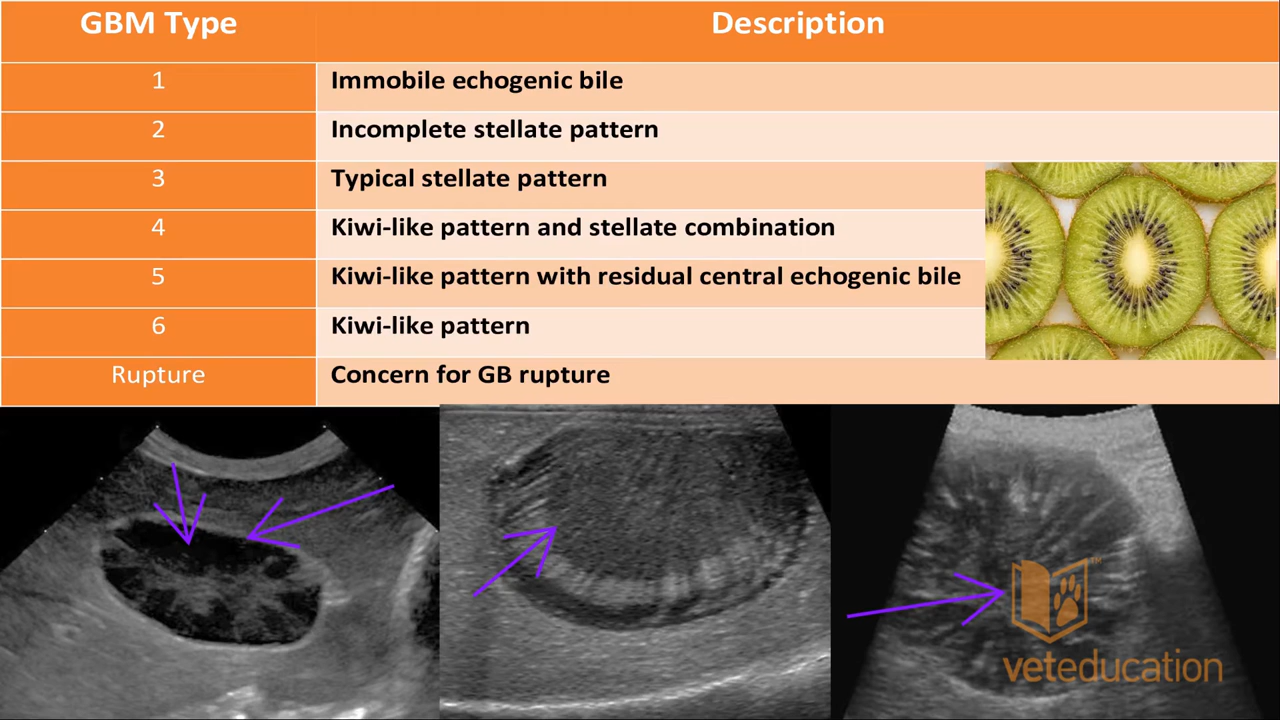 GBM Type Description
1 Immobile echogenic bile
2 Incomplete stellate pattern
3 Typical stellate pattern
4 Kiwi-like pattern and stellate combination
5 Kiwi-like pattern with residual central echogenic bile
6 Kiwi-like pattern
Rupture Concern for GB rupture
TM
veteducation